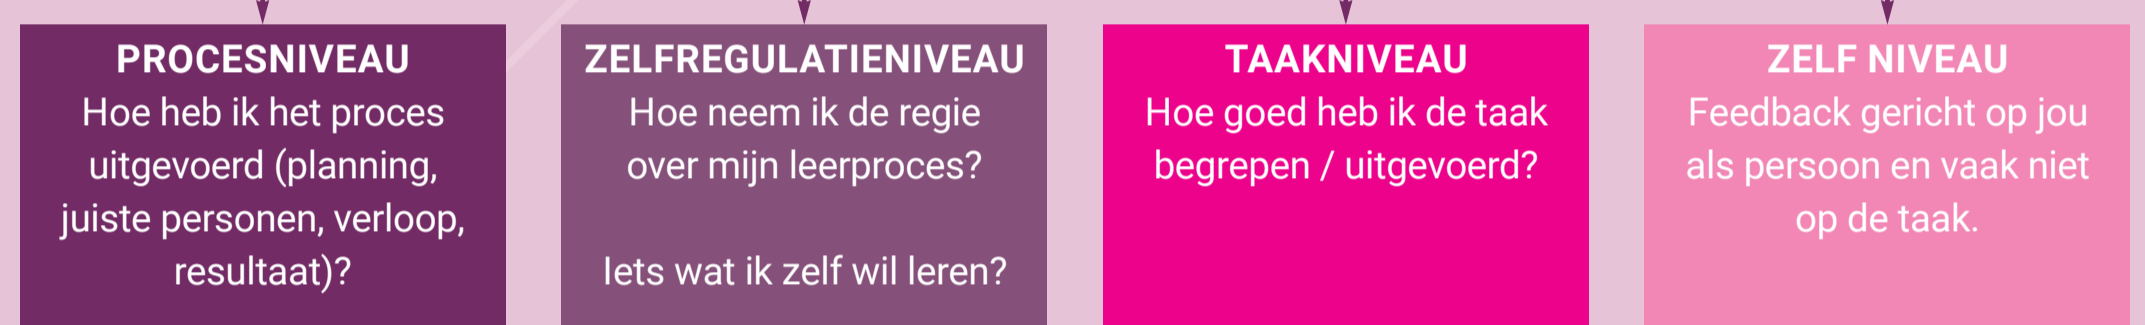 PROCESNIVEAU
Hoe heb ik het proces
uitgevoerd (planning,
juiste personen, verloop,
resultaat)?
ZELFREGULATIENIVEAU
Hoe neem ik de regie
over mijn leerproces?
Iets wat ik zelf wil leren?
TAAKNIVEAU
Hoe goed heb ik de taak
begrepen / uitgevoerd?
ZELF NIVEAU
Feedback gericht op jou
als persoon en vaak niet
op de taak.